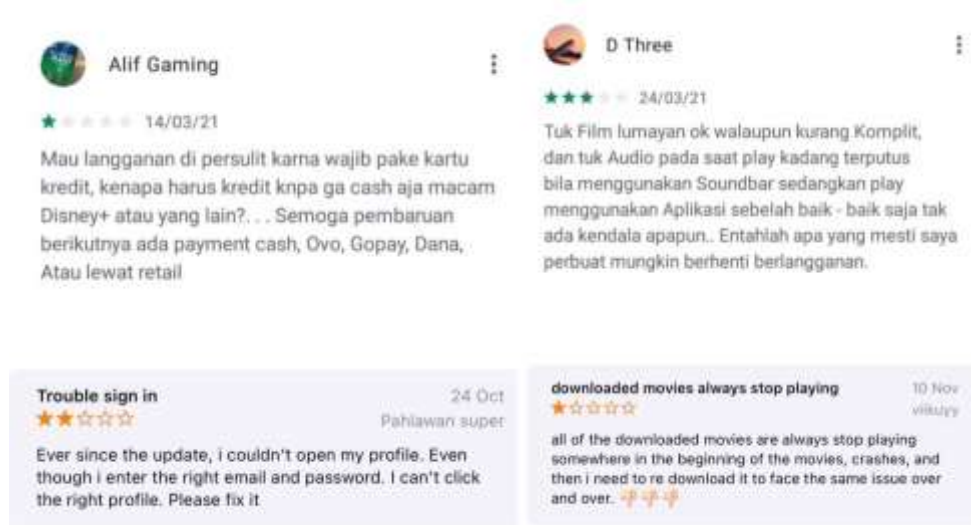 Alif Gaming
14/03/21
Mau langganan di persulit karna wajib pake kartu
kredit, kenapa harus kredit knpa ga cash aja macam
Disney+ atau yang lain?. . . Semoga pembaruan
berikutnya ada payment cash, Ovo, Gopay, Dana,
Atau lewat retail
D Three
24/03/21
Tuk Film lumayan ok walaupun kurang Komplit,
dan tuk Audio pada saat play kadang terputus
bila menggunakan Soundbar sedangkan play
menggunakan Aplikasi sebelah baik - baik saja tak
ada kendala apapun.. Entahlah apa yang mesti saya
perbuat mungkin berhenti berlangganan.
Trouble sign in
24 Oct
Pahlawan super
Ever since the update, i couldn't open my profile. Even
though i enter the right email and password. I can't click
the right profile. Please fix it
downloaded movies always stop playing
10 Nov
viikuyy
all of the downloaded movies are always stop playing
somewhere in the beginning of the movies, crashes, and
then i need to re download it to face the same issue over
and over. 👎👎👎